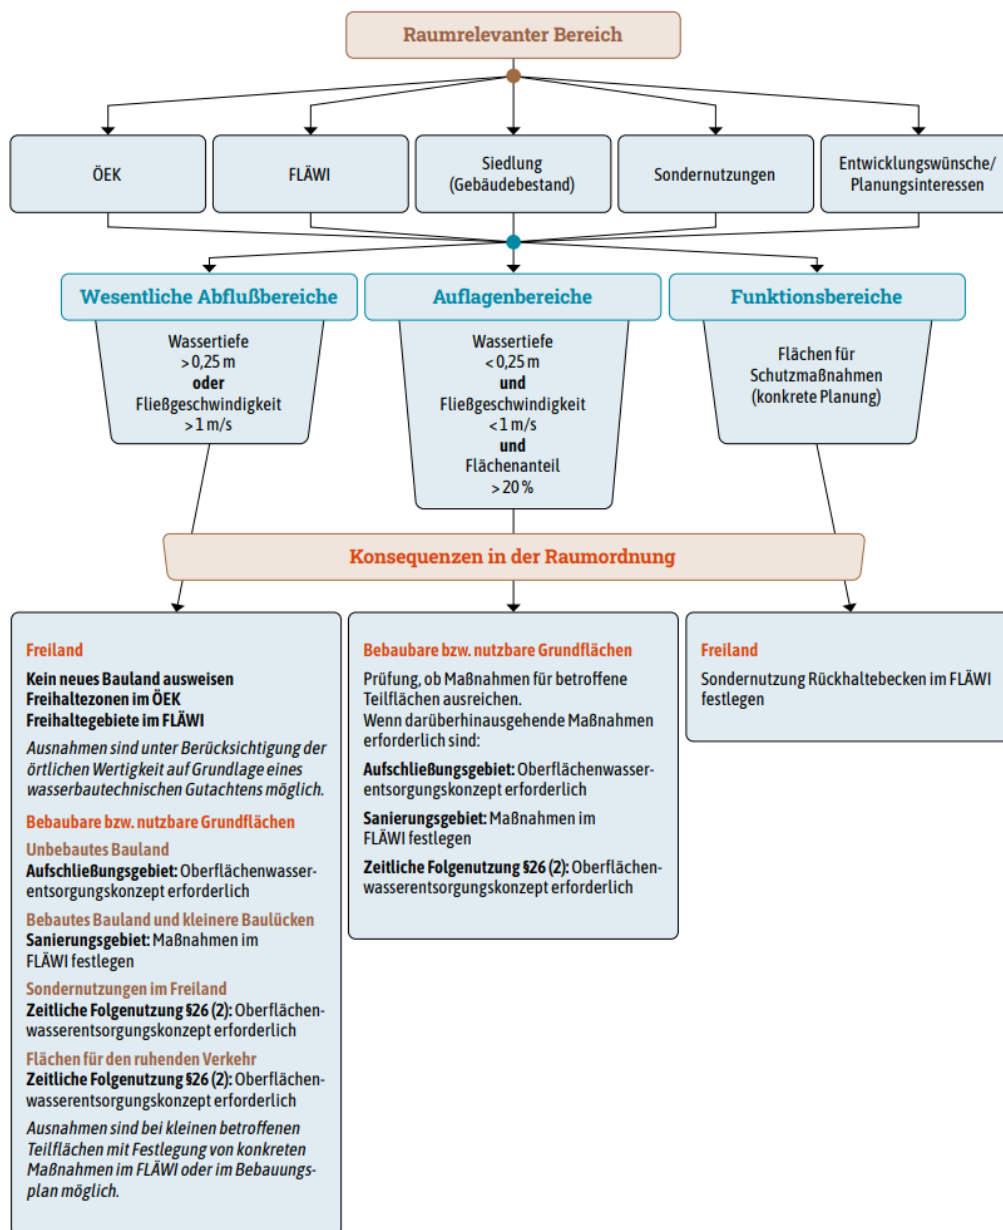 Raumrelevanter Bereich
ÖEK
FLÄWI
Siedlung
(Gebäudebestand)
Sondernutzungen
Entwicklungswünsche/
Planungsinteressen
Wesentliche Abflußbereiche
Wassertiefe
> 0,25 m
oder
Fließgeschwindigkeit
> 1 m/s
Auflagenbereiche
Wassertiefe
< 0,25 m
und
Fließgeschwindigkeit
< 1 m/s
und
Flächenanteil
> 20 %
Funktionsbereiche
Flächen für
Schutzmaßnahmen
(konkrete Planung)
Konsequenzen in der Raumordnung
Freiland
Kein neues Bauland ausweisen
Freihaltezonen im ÖEK
Freihaltegebiete im FLÄWI
Ausnahmen sind unter Berücksichtigung der
örtlichen Wertigkeit auf Grundlage eines
wasserbautechnischen Gutachtens möglich.
Bebaubare bzw. nutzbare Grundflächen
Unbebautes Bauland
Aufschließungsgebiet: Oberflächenwasser-
entsorgungskonzept erforderlich
Bebautes Bauland und kleinere Baulücken
Sanierungsgebiet: Maßnahmen im
FLÄWI festlegen
Sondernutzungen im Freiland
Zeitliche Folgenutzung §26 (2): Oberflächen-
wasserentsorgungskonzept erforderlich
Flächen für den ruhenden Verkehr
Zeitliche Folgenutzung §26 (2): Oberflächen-
wasserentsorgungskonzept erforderlich
Ausnahmen sind bei kleinen betroffenen
Teilflächen mit Festlegung von konkreten
Maßnahmen im FLÄWI oder im Bebauungs-
plan möglich.
Bebaubare bzw. nutzbare Grundflächen
Prüfung, ob Maßnahmen für betroffene
Teilflächen ausreichen.
Wenn darüberhinausgehende Maßnahmen
erforderlich sind:
Aufschließungsgebiet: Oberflächenwasser-
entsorgungskonzept erforderlich
Sanierungsgebiet: Maßnahmen im
FLÄWI festlegen
Zeitliche Folgenutzung §26 (2): Oberflächen-
wasserentsorgungskonzept erforderlich
Freiland
Sondernutzung Rückhaltebecken im FLÄWI
festlegen